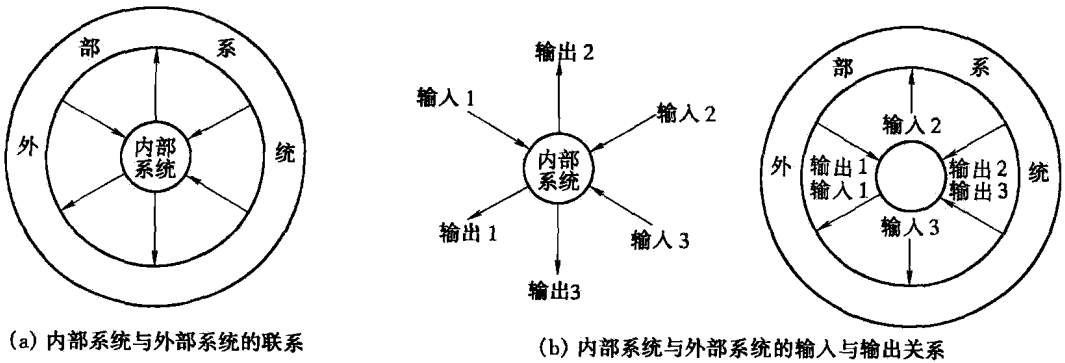 部 系
外 统
内部
系统
(a) 内部系统与外部系统的联系
输出 2
输入 1
输入 2
内部
系统
输出 1
输入 3
输出3
部 系
外 统
输入 2
输出 1
输入 1
输出 2
输出 3
输入 3
(b) 内部系统与外部系统的输入与输出关系